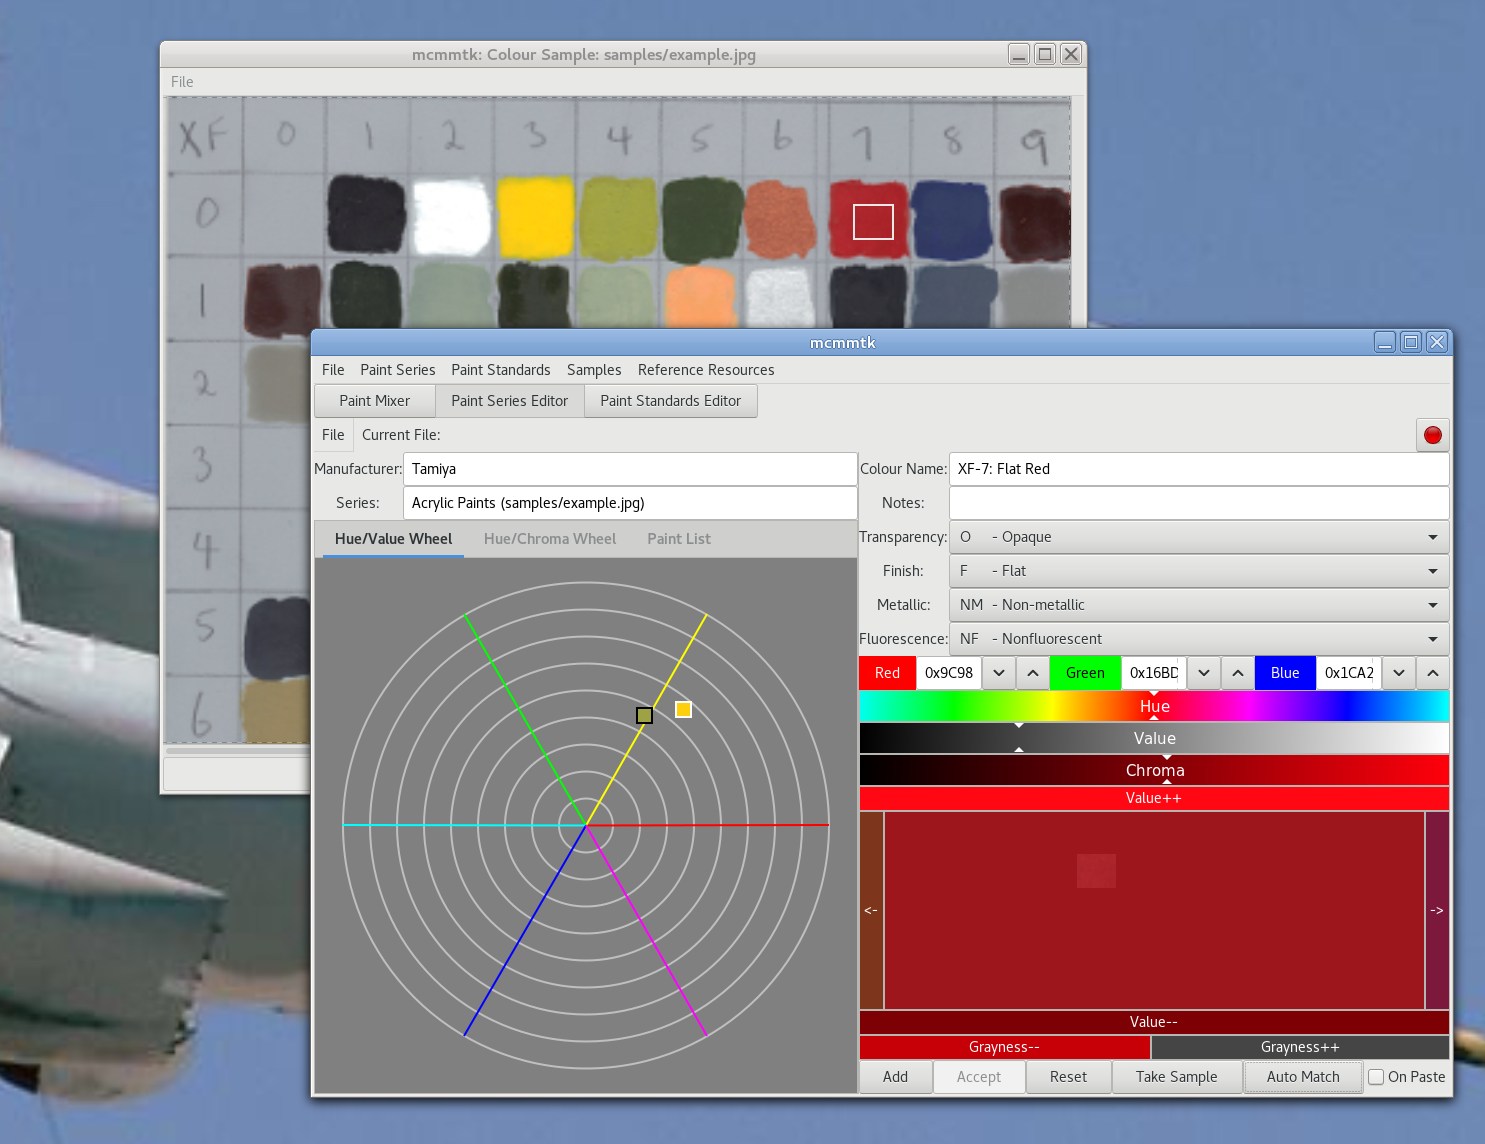 mcmmtk: Colour Sample: samples/example.jpg
File
XF 0 1 2 3 4 5 6 7 8 9
0
1
2
3
4
5
6
mcmmtk
File Paint Series Paint Standards Samples Reference Resources
Paint Mixer Paint Series Editor Paint Standards Editor
File Current File:
Manufacturer: Tamiya
Series: Acrylic Paints (samples/example.jpg)
Hue/Value Wheel Hue/Chroma Wheel Paint List
Colour Name: XF-7: Flat Red
Notes:
Transparency: O - Opaque
Finish: F - Flat
Metallic: NM - Non-metallic
Fluorescence: NF - Nonfluorescent
Red 0x9C98 Green 0x16BD Blue 0x1CA2
Hue
Value
Chroma
Value++
<- ->
Value--
Grayness-- Grayness++
Add Accept Reset Take Sample Auto Match On Paste